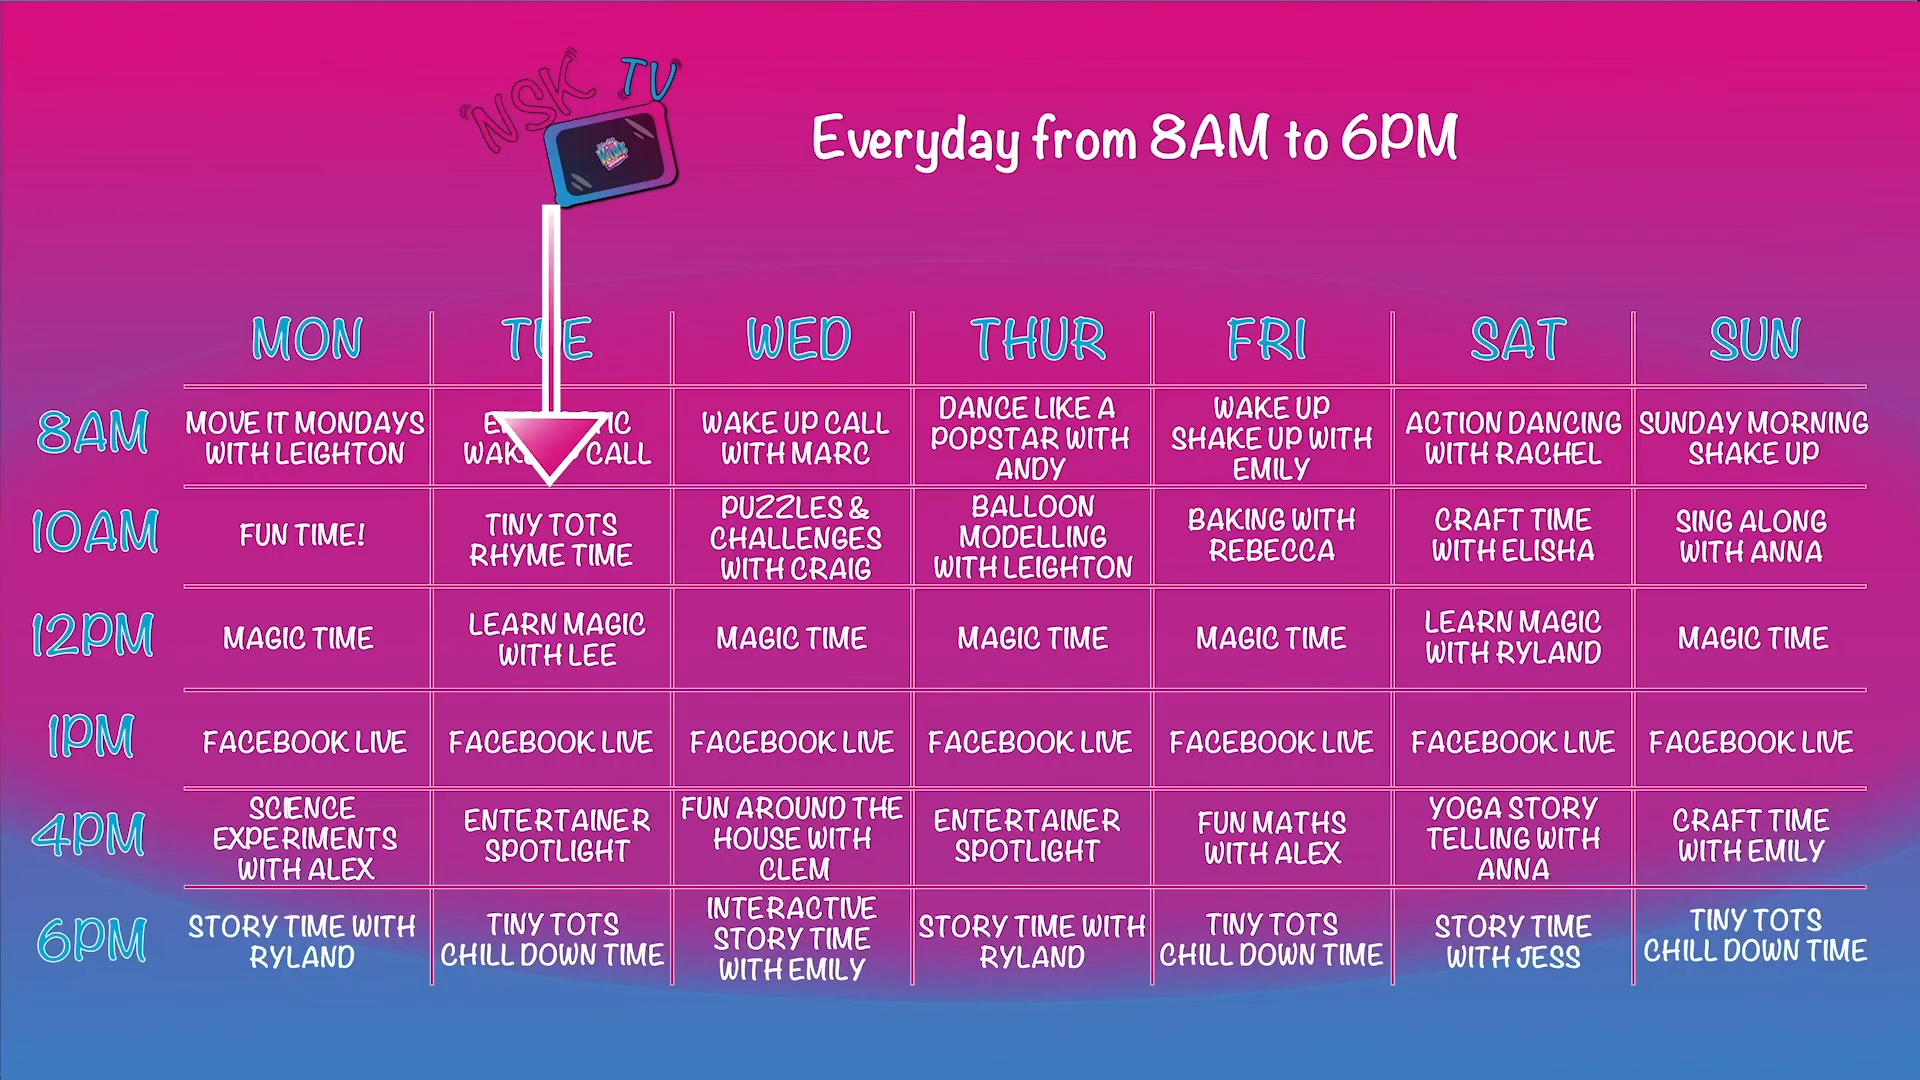 NSK TV
Everyday from 8AM to 6PM
MON TUE WED THUR FRI SAT SUN
8AM
MOVE IT MONDAYS
WITH LEIGHTON
CALL
WAKE UP CALL
WITH MARC
DANCE LIKE A
POPSTAR WITH
ANDY
WAKE UP
SHAKE UP WITH
EMILY
ACTION DANCING
WITH RACHEL
SUNDAY MORNING
SHAKE UP
10AM
FUN TIME!
TINY TOTS
RHYME TIME
PUZZLES &
CHALLENGES
WITH CRAIG
BALLOON
MODELLING
WITH LEIGHTON
BAKING WITH
REBECCA
CRAFT TIME
WITH ELISHA
SING ALONG
WITH ANNA
12PM
MAGIC TIME
LEARN MAGIC
WITH LEE
MAGIC TIME
MAGIC TIME
MAGIC TIME
LEARN MAGIC
WITH RYLAND
MAGIC TIME
1PM
FACEBOOK LIVE
FACEBOOK LIVE
FACEBOOK LIVE
FACEBOOK LIVE
FACEBOOK LIVE
FACEBOOK LIVE
FACEBOOK LIVE
4PM
SCIENCE
EXPERIMENTS
WITH ALEX
ENTERTAINER
SPOTLIGHT
FUN AROUND THE
HOUSE WITH
CLEM
ENTERTAINER
SPOTLIGHT
FUN MATHS
WITH ALEX
YOGA STORY
TELLING WITH
ANNA
CRAFT TIME
WITH EMILY
6PM
STORY TIME WITH
RYLAND
TINY TOTS
CHILL DOWN TIME
INTERACTIVE
STORY TIME
WITH EMILY
STORY TIME WITH
RYLAND
TINY TOTS
CHILL DOWN TIME
STORY TIME
WITH JESS
TINY TOTS
CHILL DOWN TIME